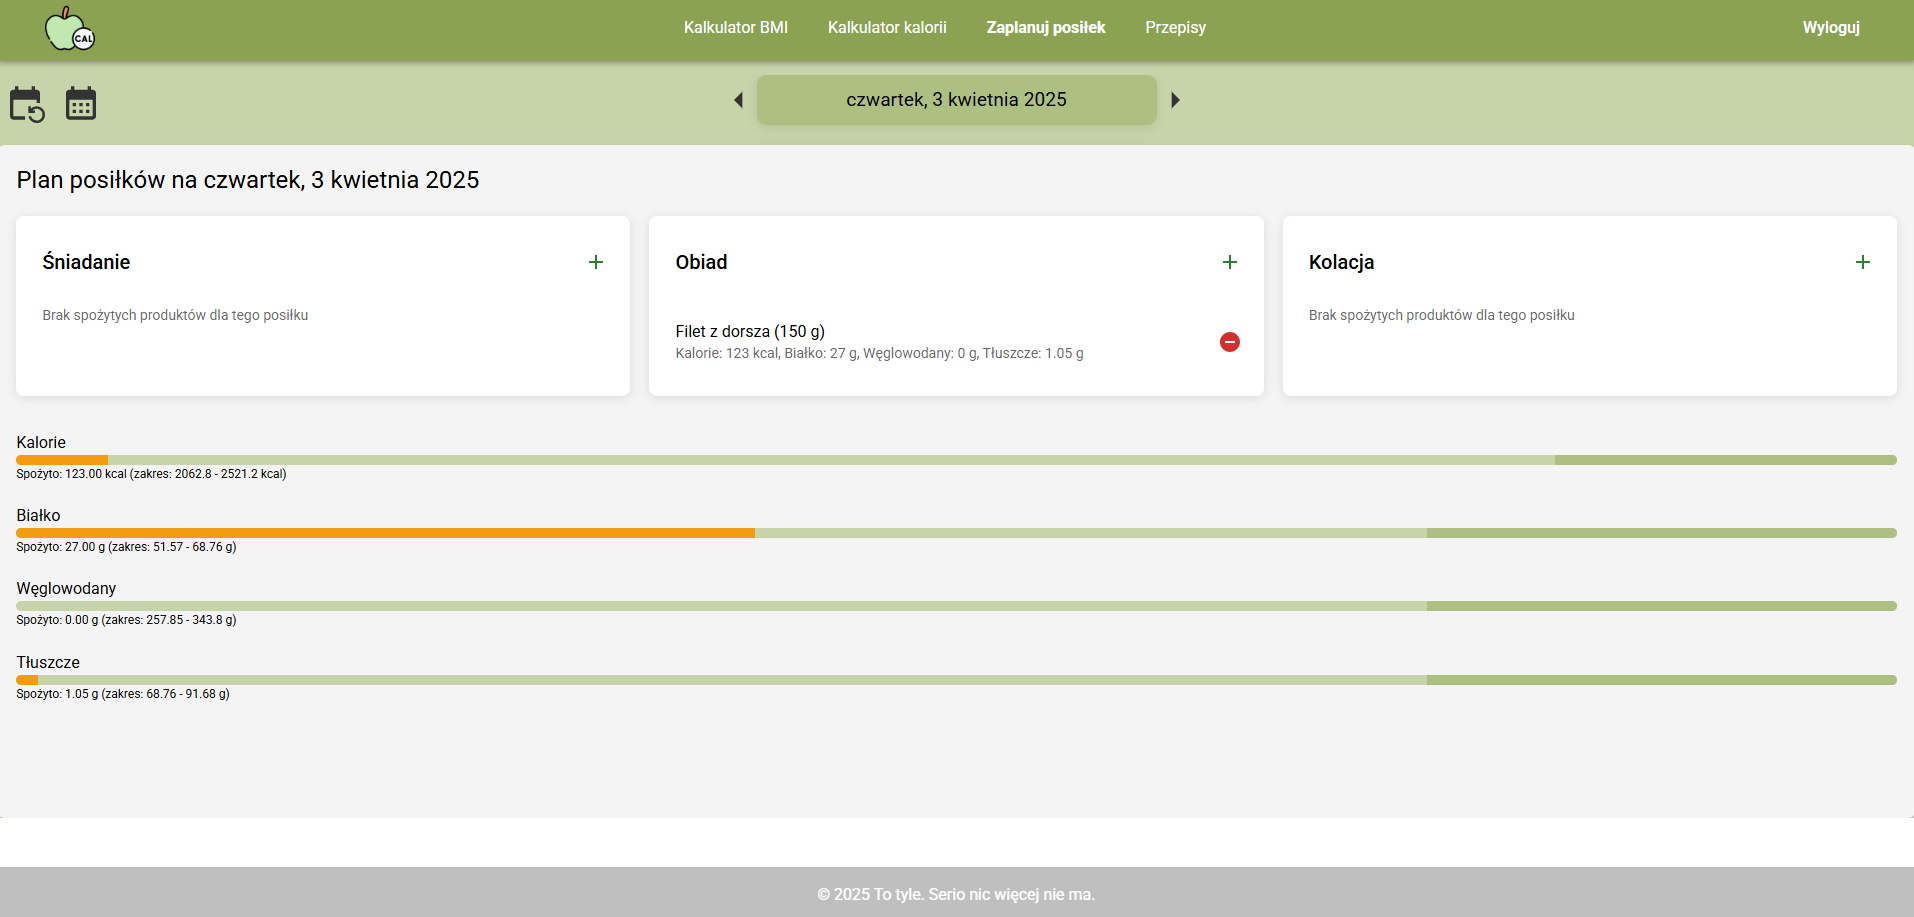 CAL
Kalkulator BMI
Kalkulator kalorii
Zaplanuj posiłek
Przepisy
Wyloguj
czwartek, 3 kwietnia 2025
Plan posiłków na czwartek, 3 kwietnia 2025
Śniadanie
Brak spożytych produktów dla tego posiłku
Obiad
Filet z dorsza (150 g)
Kalorie: 123 kcal, Białko: 27 g, Węglowodany: 0 g, Tłuszcze: 1.05 g
Kolacja
Brak spożytych produktów dla tego posiłku
Kalorie
Spożyto: 123.00 kcal (zakres: 2062.8 - 2521.2 kcal)
Białko
Spożyto: 27.00 g (zakres: 51.57 - 68.76 g)
Węglowodany
Spożyto: 0.00 g (zakres: 257.85 - 343.8 g)
Tłuszcze
Spożyto: 1.05 g (zakres: 68.76 - 91.68 g)
© 2025 To tyle. Serio nic więcej nie ma.